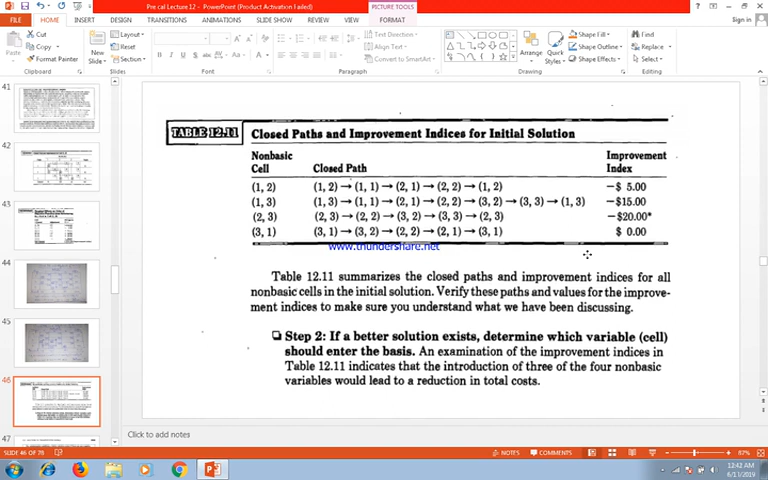 Pre cal Lecture 12 - PowerPoint (Product Activation Failed)
PICTURE TOOLS
FILE HOME INSERT DESIGN TRANSITIONS ANIMATIONS SLIDE SHOW REVIEW VIEW FORMAT Sign in
Paste Cut Copy Format Painter
Clipboard
New Slide Layout Reset Section
Slides
Font
Text Direction Align Text Convert to SmartArt
Paragraph
Arrange Quick Styles Shape Fill Shape Outline Shape Effects
Drawing
Find Replace Select
Editing
41
42
43
44
45
46
47
TABLE 12.11 Closed Paths and Improvement Indices for Initial Solution
Nonbasic Improvement
Cell Closed Path Index
(1, 2) (1, 2) → (1, 1) → (2, 1) → (2, 2) → (1, 2) −$ 5.00
(1, 3) (1, 3) → (1, 1) → (2, 1) → (2, 2) → (3, 2) → (3, 3) → (1, 3) −$15.00
(2, 3) (2, 3) → (2, 2) → (3, 2) → (3, 3) → (2, 3) −$20.00*
(3, 1) (3, 1) → (3, 2) → (2, 2) → (2, 1) → (3, 1) $ 0.00
www.thundershare.net
Table 12.11 summarizes the closed paths and improvement indices for all
nonbasic cells in the initial solution. Verify these paths and values for the improve-
ment indices to make sure you understand what we have been discussing.
❑ Step 2: If a better solution exists, determine which variable (cell)
should enter the basis. An examination of the improvement indices in
Table 12.11 indicates that the introduction of three of the four nonbasic
variables would lead to a reduction in total costs.
Click to add notes
SLIDE 46 OF 78 NOTES COMMENTS 87%
12:42 AM
6/13/2019